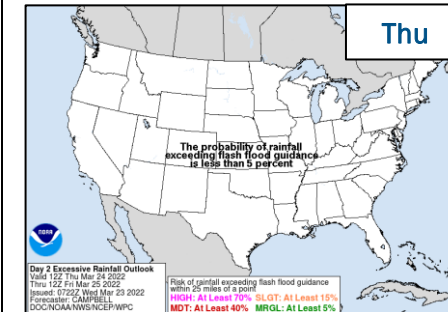 Thu
The probability of rainfall
exceeding flash flood guidance
is less than 5 percent
NOAA
Day 2 Excessive Rainfall Outlook
Valid 12Z Thu Mar 24 2022
Thru 12Z Fri Mar 25 2022
Issued: 0722Z Wed Mar 23 2022
Forecaster: CAMPBELL
DOC/NOAA/NWS/NCEP/WPC
Risk of rainfall exceeding flash flood guidance
within 25 miles of a point
HIGH: At Least 70% SLGT: At Least 15%
MDT: At Least 40% MRGL: At Least 5%